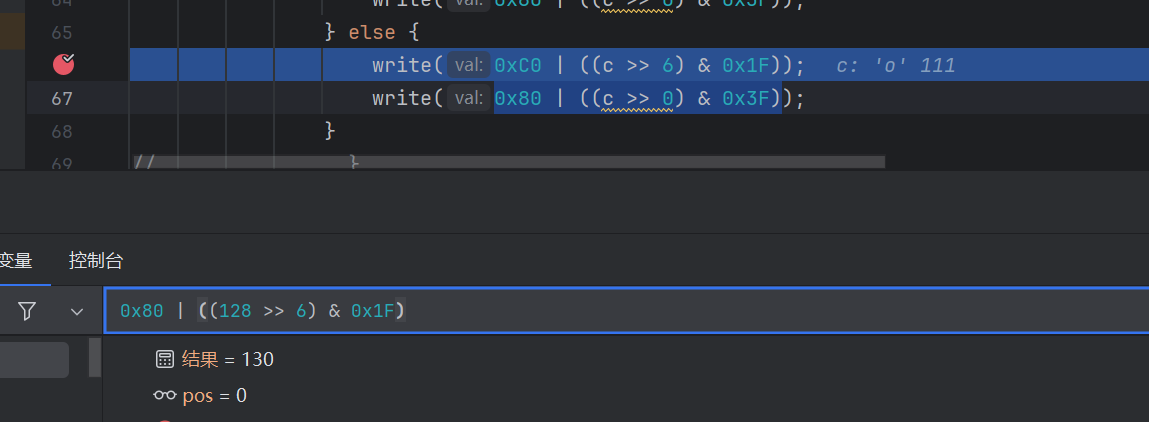 64 write( val: 0x80 | ((c >> 0) & 0x3F));
65 } else {
write( val: 0xC0 | ((c >> 6) & 0x1F)); c: 'o' 111
67 write( val: 0x80 | ((c >> 0) & 0x3F));
68 }
69 // }
变量 控制台
0x80 | ((128 >> 6) & 0x1F)
结果 = 130
pos = 0